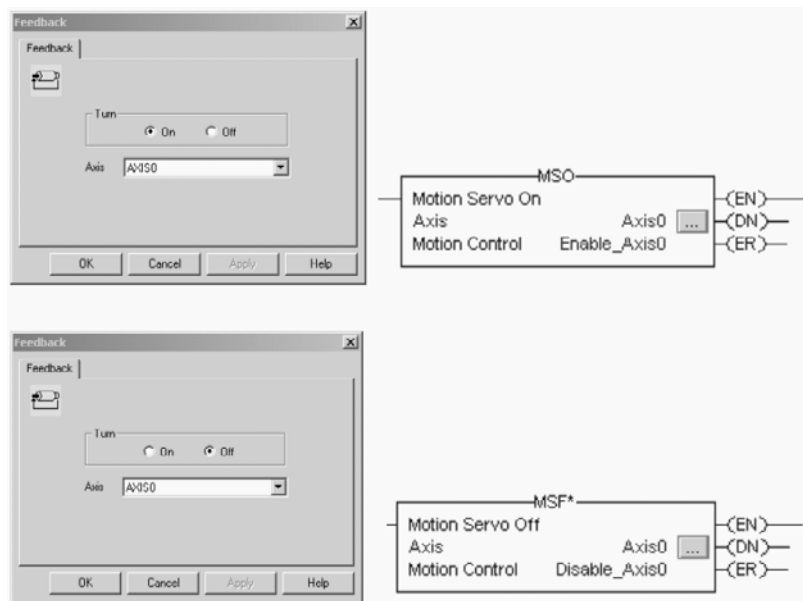 Feedback
Feedback
Turn
On Off
Axis AXIS0
OK Cancel Apply Help
MSO
Motion Servo On (EN)
Axis Axis0 ... (DN)
Motion Control Enable_Axis0 (ER)
Feedback
Feedback
Turn
On Off
Axis AXIS0
OK Cancel Apply Help
MSF*
Motion Servo Off (EN)
Axis Axis0 ... (DN)
Motion Control Disable_Axis0 (ER)